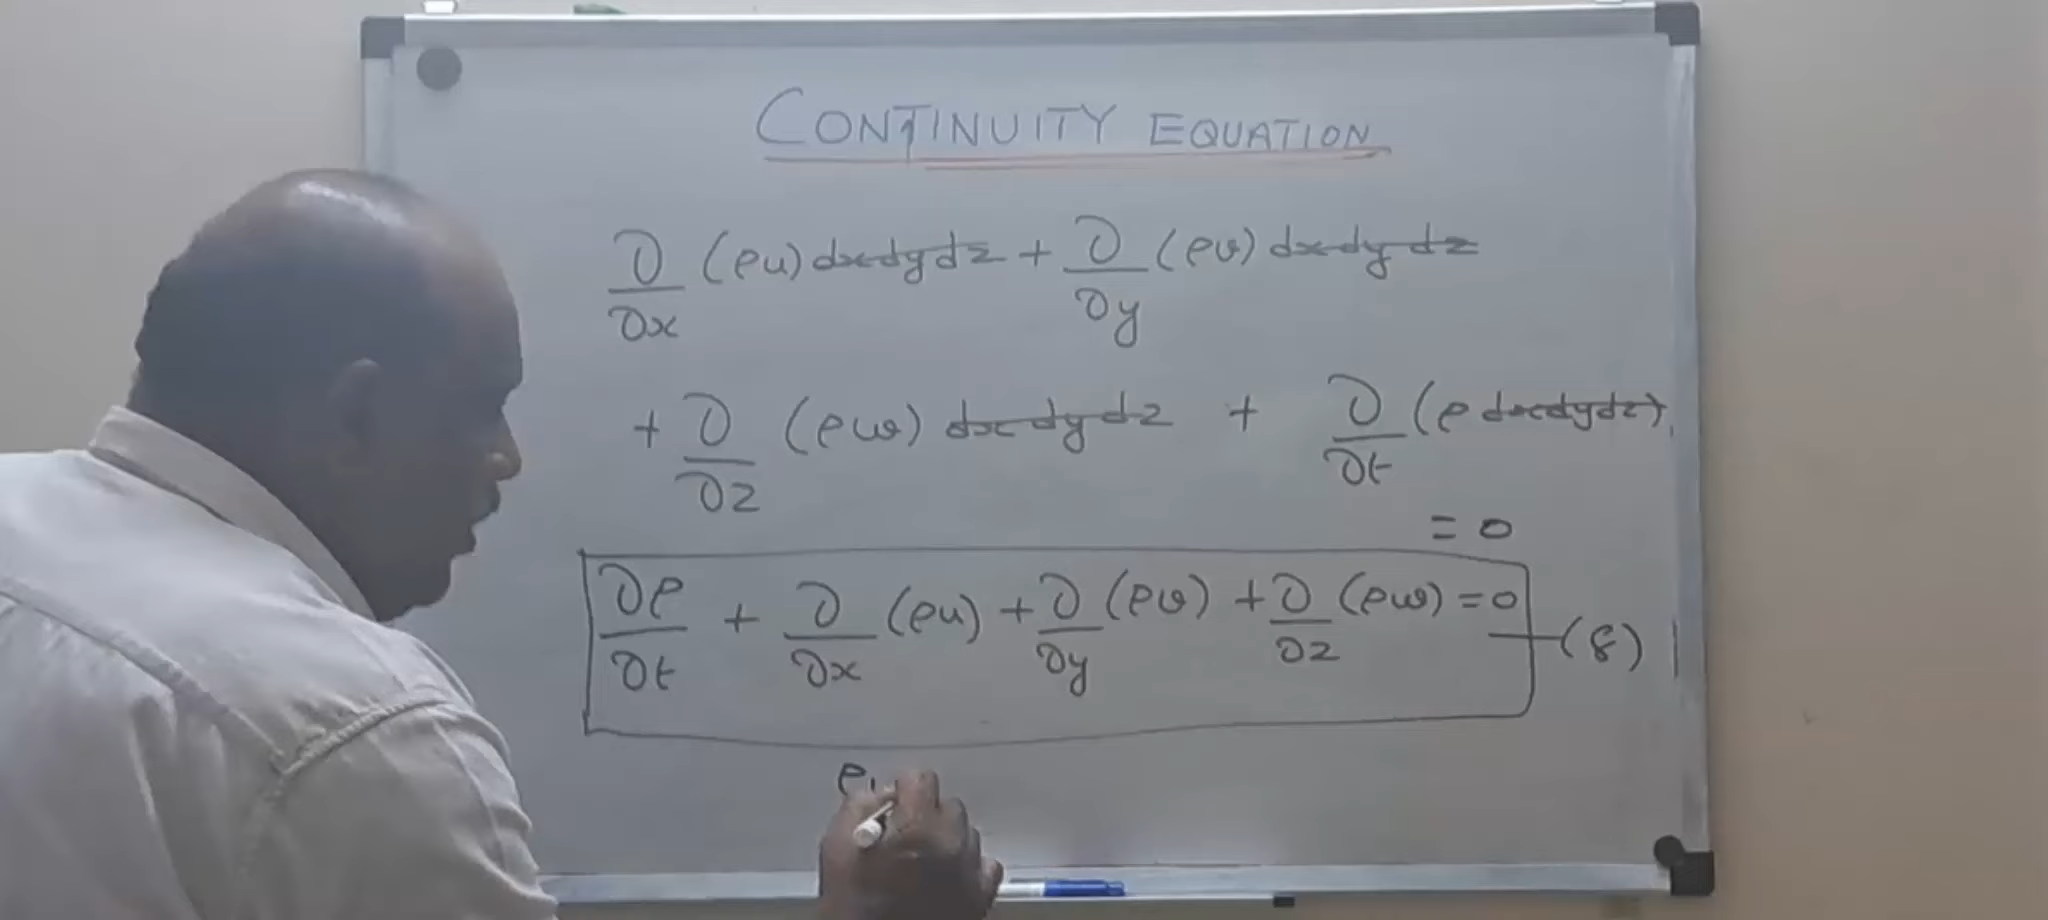 CONTINUITY EQUATION
∂/∂x (ρu) dxdydz + ∂/∂y (ρv) dxdydz
+ ∂/∂z (ρw) dxdydz + ∂/∂t (ρ dxdydz)
= 0
∂ρ/∂t + ∂/∂x (ρu) + ∂/∂y (ρv) + ∂/∂z (ρw) = 0 —(8)
ρ